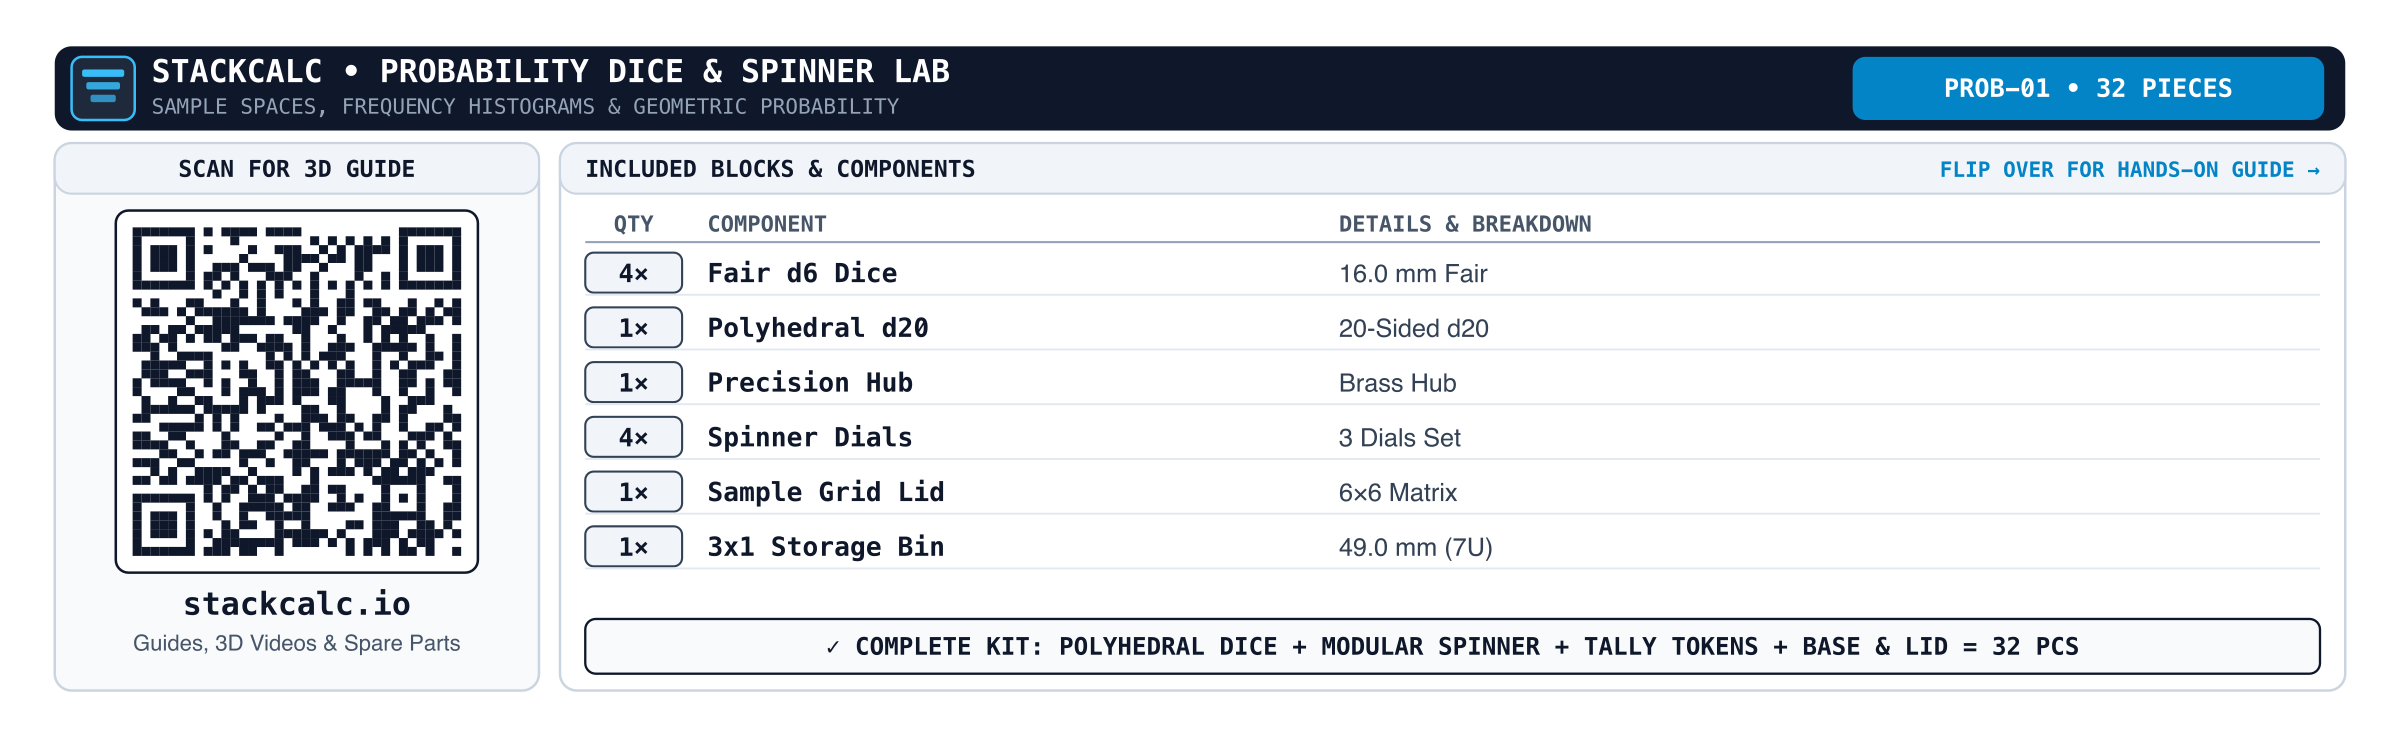 STACKCALC • PROBABILITY DICE & SPINNER LAB
SAMPLE SPACES, FREQUENCY HISTOGRAMS & GEOMETRIC PROBABILITY
PROB–01 • 32 PIECES
SCAN FOR 3D GUIDE
stackcalc.io
Guides, 3D Videos & Spare Parts
INCLUDED BLOCKS & COMPONENTS
FLIP OVER FOR HANDS–ON GUIDE →
QTY COMPONENT DETAILS & BREAKDOWN
4× Fair d6 Dice 16.0 mm Fair
1× Polyhedral d20 20-Sided d20
1× Precision Hub Brass Hub
4× Spinner Dials 3 Dials Set
1× Sample Grid Lid 6×6 Matrix
1× 3x1 Storage Bin 49.0 mm (7U)
✓ COMPLETE KIT: POLYHEDRAL DICE + MODULAR SPINNER + TALLY TOKENS + BASE & LID = 32 PCS